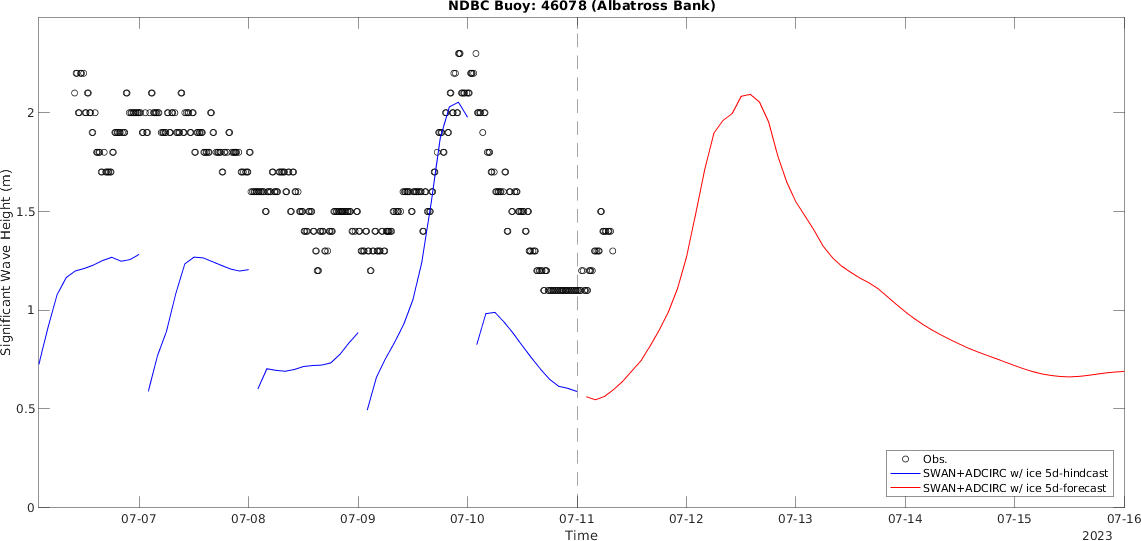 NDBC Buoy: 46078 (Albatross Bank)
Significant Wave Height (m)
2
1.5
1
0.5
0
Obs.
SWAN+ADCIRC w/ ice 5d-hindcast
SWAN+ADCIRC w/ ice 5d-forecast
07-07 07-08 07-09 07-10 07-11 07-12 07-13 07-14 07-15 07-16
Time
2023